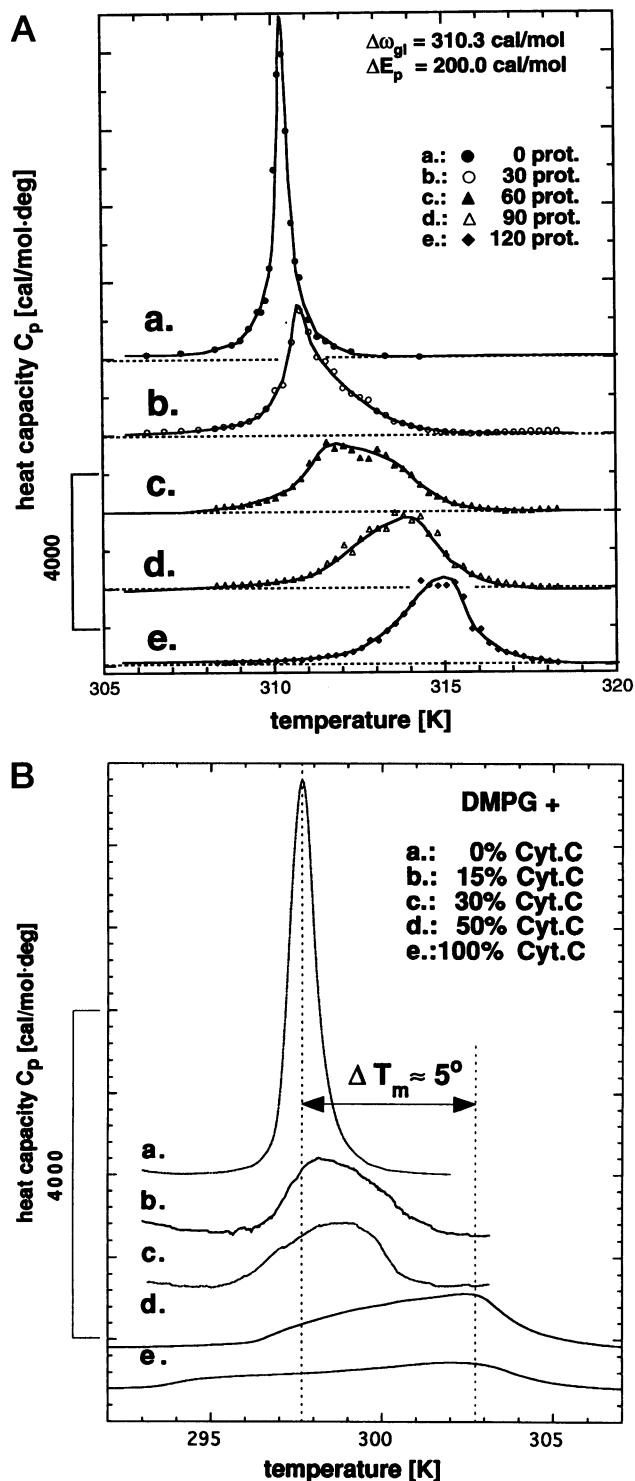 A
Δω_gl = 310.3 cal/mol
ΔE_p = 200.0 cal/mol
a.: ● 0 prot.
b.: ○ 30 prot.
c.: ▲ 60 prot.
d.: △ 90 prot.
e.: ◆ 120 prot.
heat capacity C_p [cal/mol·deg]
4000
a.
b.
c.
d.
e.
305 310 315 320
temperature [K]
B
DMPG +
a.: 0% Cyt.C
b.: 15% Cyt.C
c.: 30% Cyt.C
d.: 50% Cyt.C
e.:100% Cyt.C
Δ T_m ≈ 5°
heat capacity C_p [cal/mol·deg]
4000
a.
b.
c.
d.
e.
295 300 305
temperature [K]